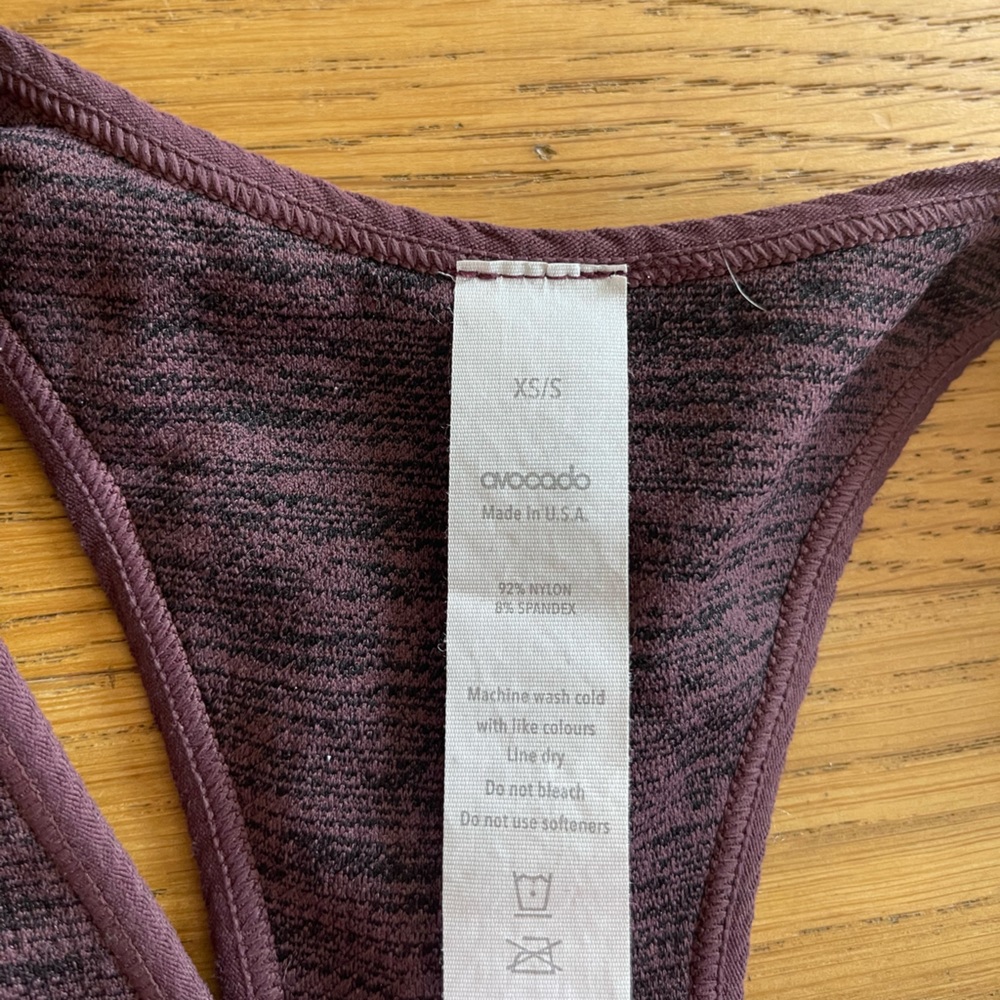 XS/S
avocado
Made in U.S.A.
92% NYLON
8% SPANDEX
Machine wash cold
with like colours
Line dry
Do not bleach
Do not use softeners